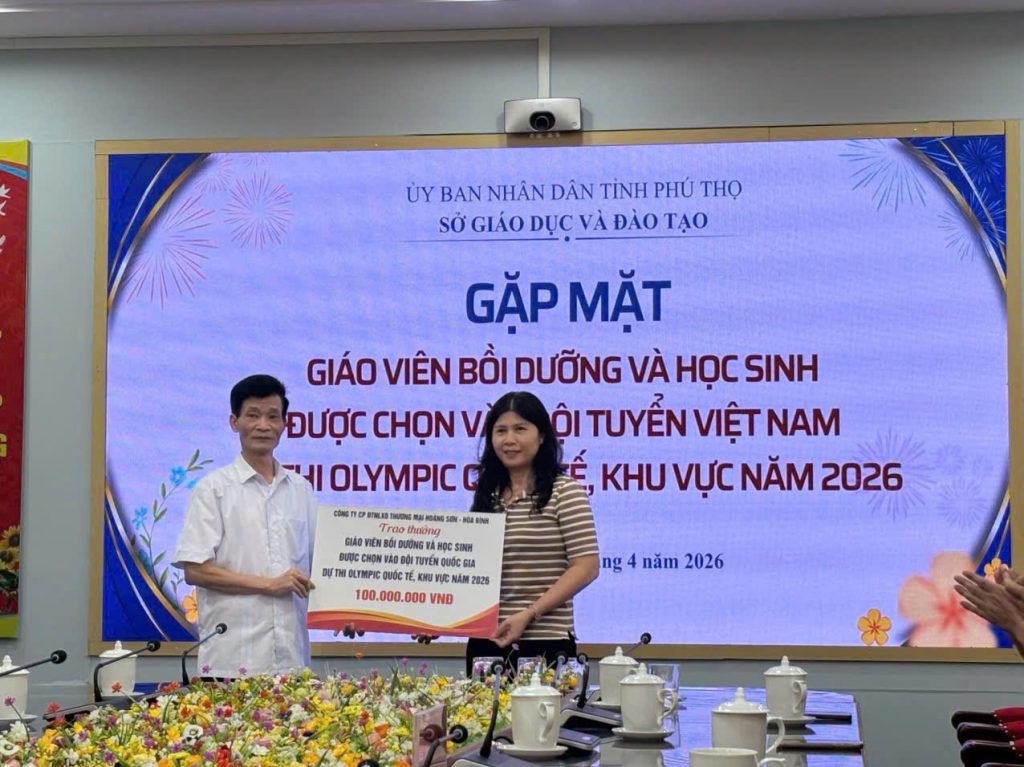 ỦY BAN NHÂN DÂN TỈNH PHÚ THỌ
SỞ GIÁO DỤC VÀ ĐÀO TẠO
GẶP MẶT
GIÁO VIÊN BỒI DƯỠNG VÀ HỌC SINH
ĐƯỢC CHỌN VÀ ĐỘI TUYỂN VIỆT NAM
THI OLYMPIC Q TẾ, KHU VỰC NĂM 2026
g 4 năm 2026
CÔNG TY CP ĐTNLXD THƯƠNG MẠI HOÀNG SƠN - HÒA BÌNH
Trao thưởng
GIÁO VIÊN BỒI DƯỠNG VÀ HỌC SINH
ĐƯỢC CHỌN VÀO ĐỘI TUYỂN QUỐC GIA
DỰ THI OLYMPIC QUỐC TẾ, KHU VỰC NĂM 2026
100.000.000 VNĐ